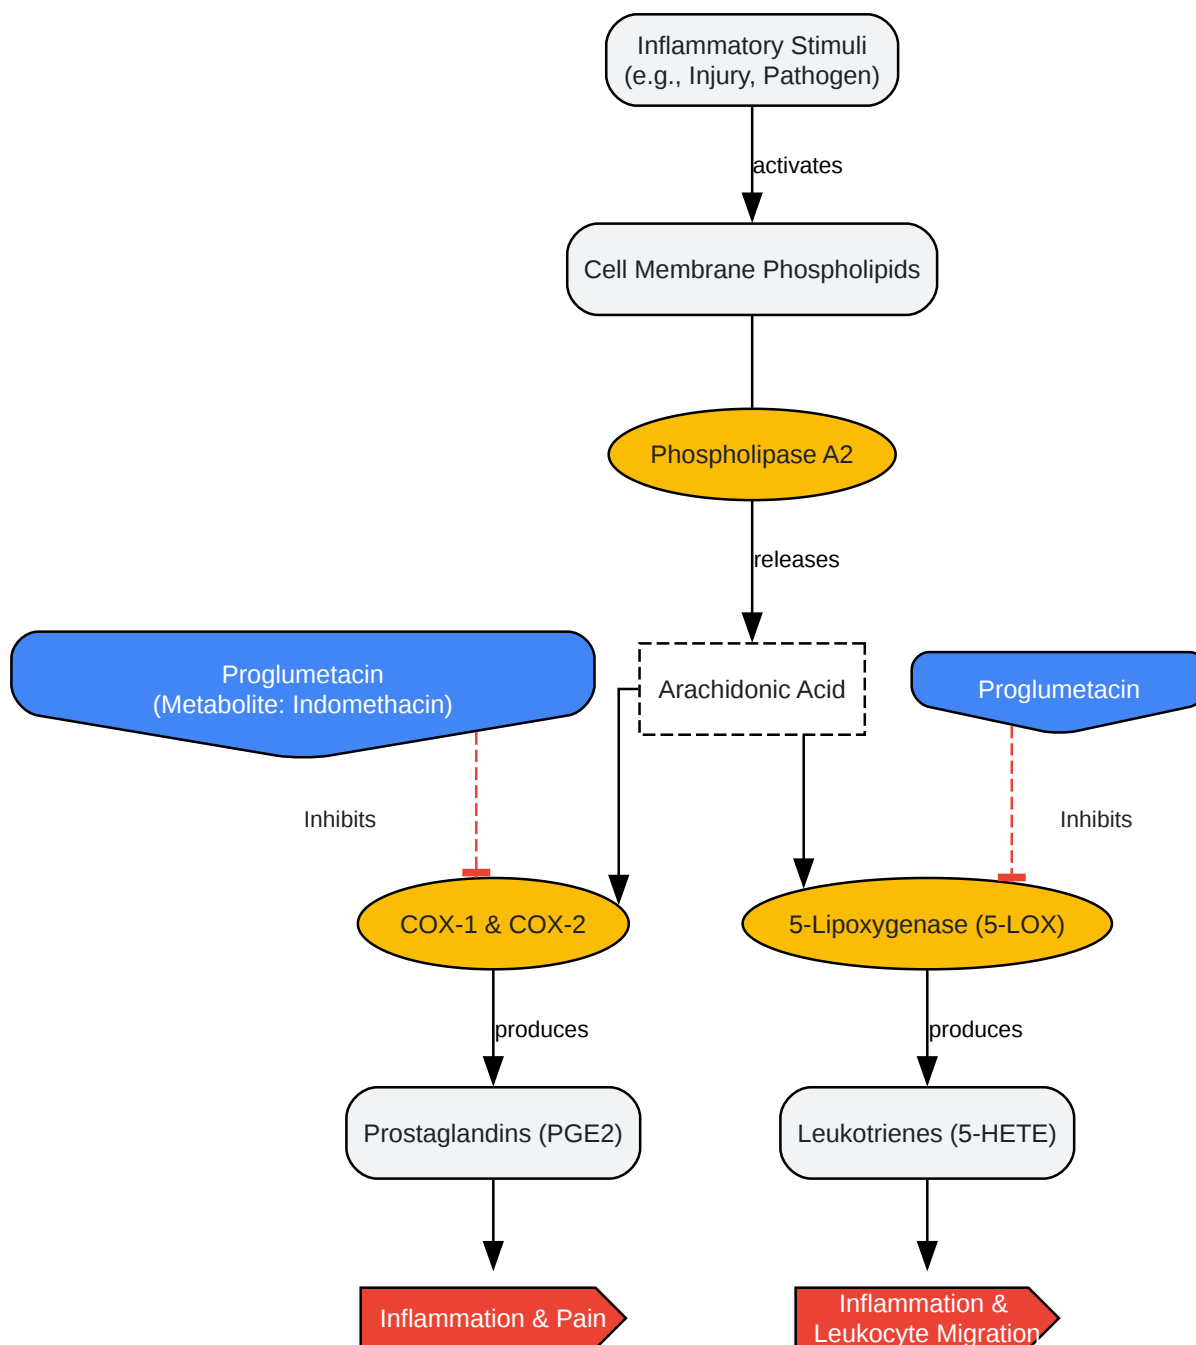 Inflammatory Stimuli
(e.g., Injury, Pathogen)
activates
Cell Membrane Phospholipids
Phospholipase A2
releases
Proglumetacin
(Metabolite: Indomethacin)
Arachidonic Acid
Proglumetacin
Inhibits
Inhibits
COX-1 & COX-2
5-Lipoxygenase (5-LOX)
produces
produces
Prostaglandins (PGE2)
Leukotrienes (5-HETE)
Inflammation & Pain
Inflammation &
Leukocyte Migration